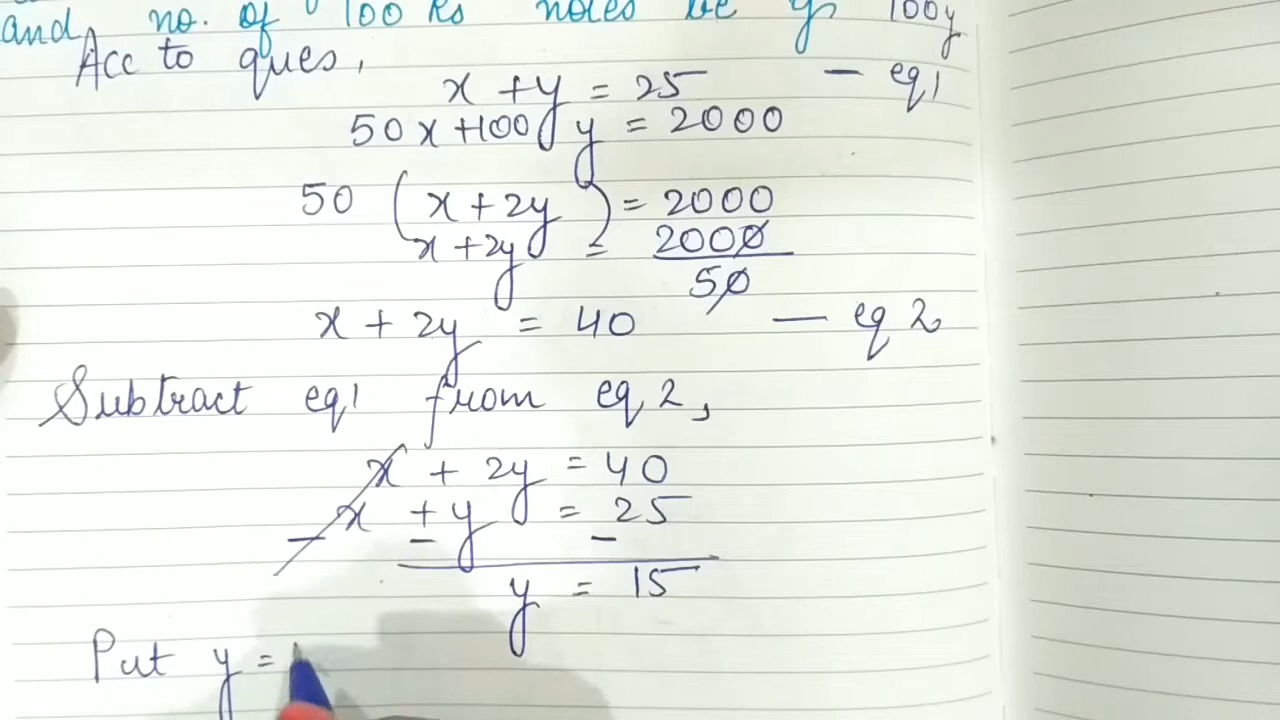 and no. of 100 Rs notes be y 100y
Acc to ques,
x + y = 25 — eq1
50x + 100y = 2000
50 (x + 2y) = 2000
x + 2y = 2000/50
x + 2y = 40 — eq 2
Subtract eq1 from eq 2,
x + 2y = 40
- x + - y = - 25
y = 15
Put y =